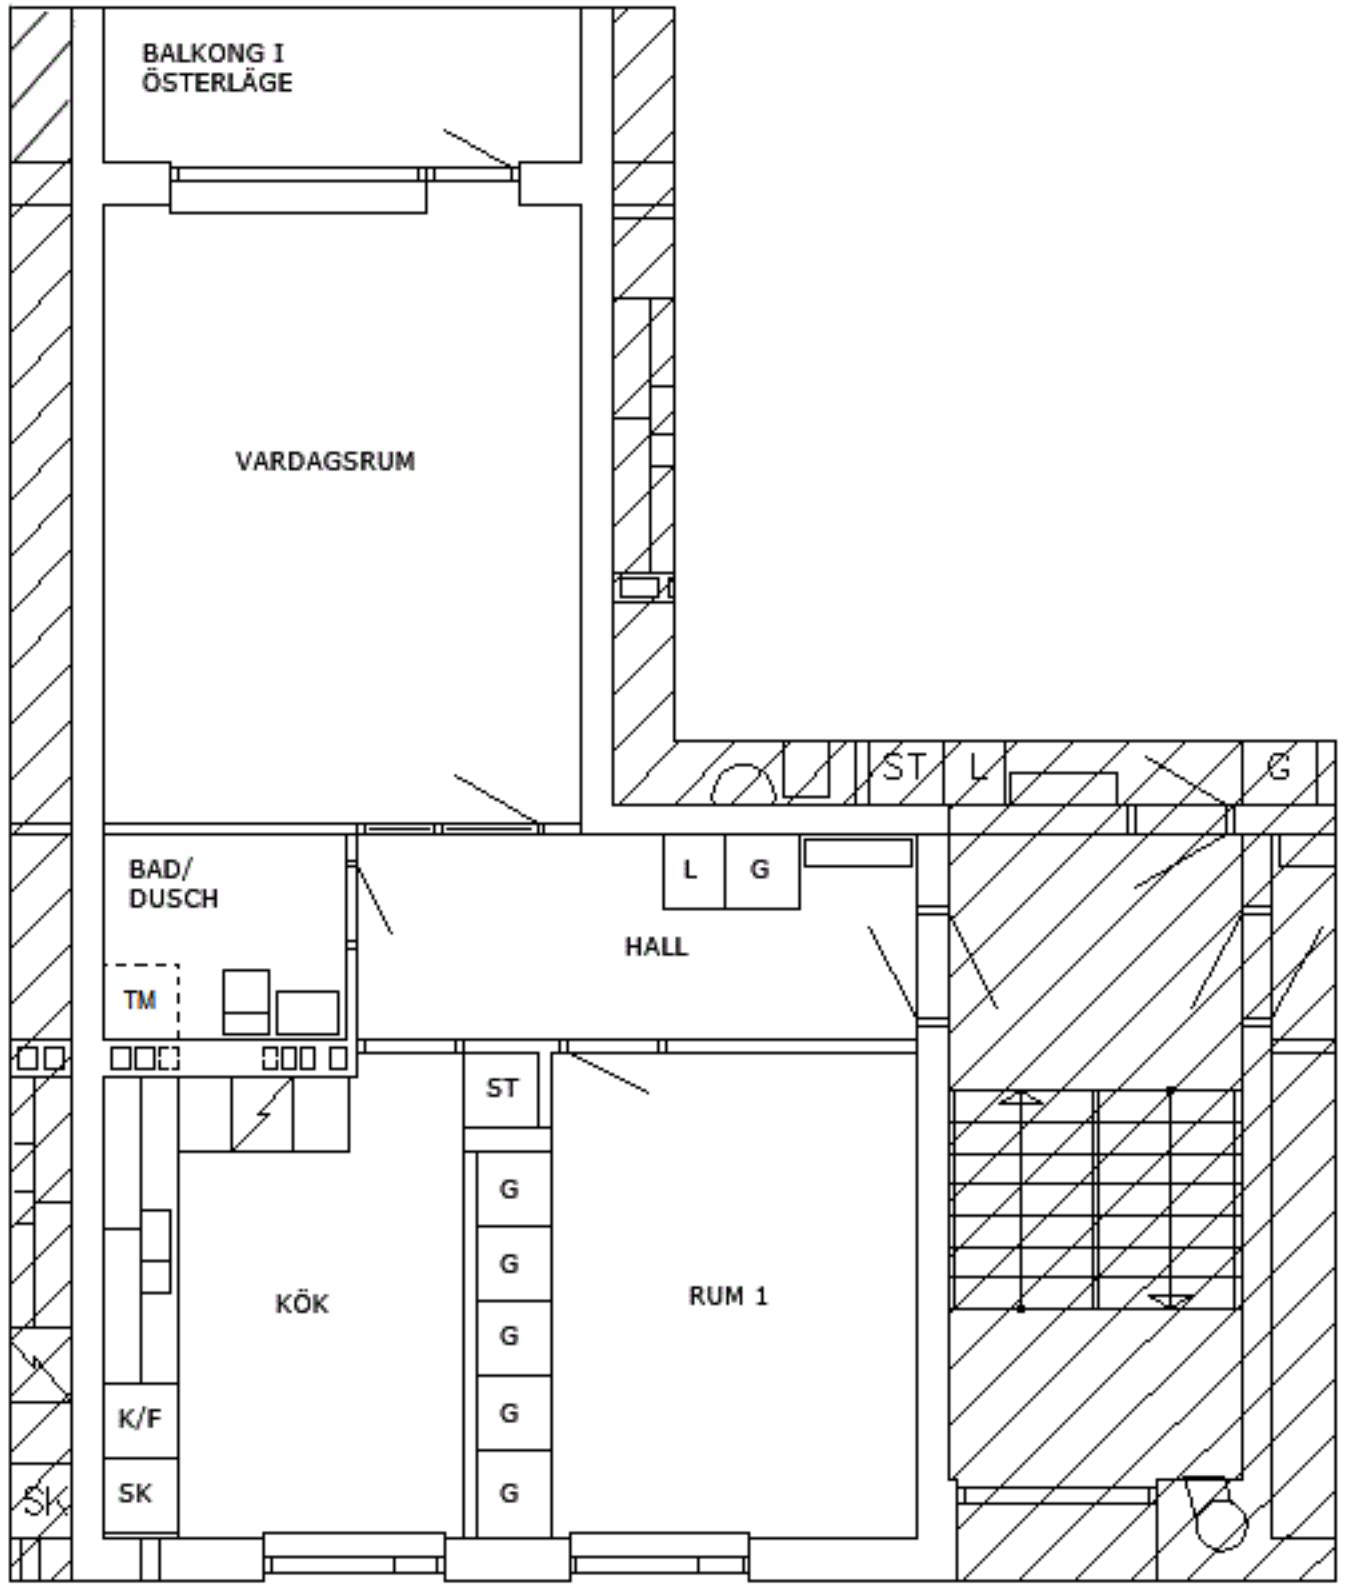 BALKONG I
ÖSTERLÄGE
VARDAGSRUM
ST L G
BAD/
DUSCH
L G
HALL
TM
ST
G
G
KÖK
RUM 1
G
K/F
G
SK
SK
G